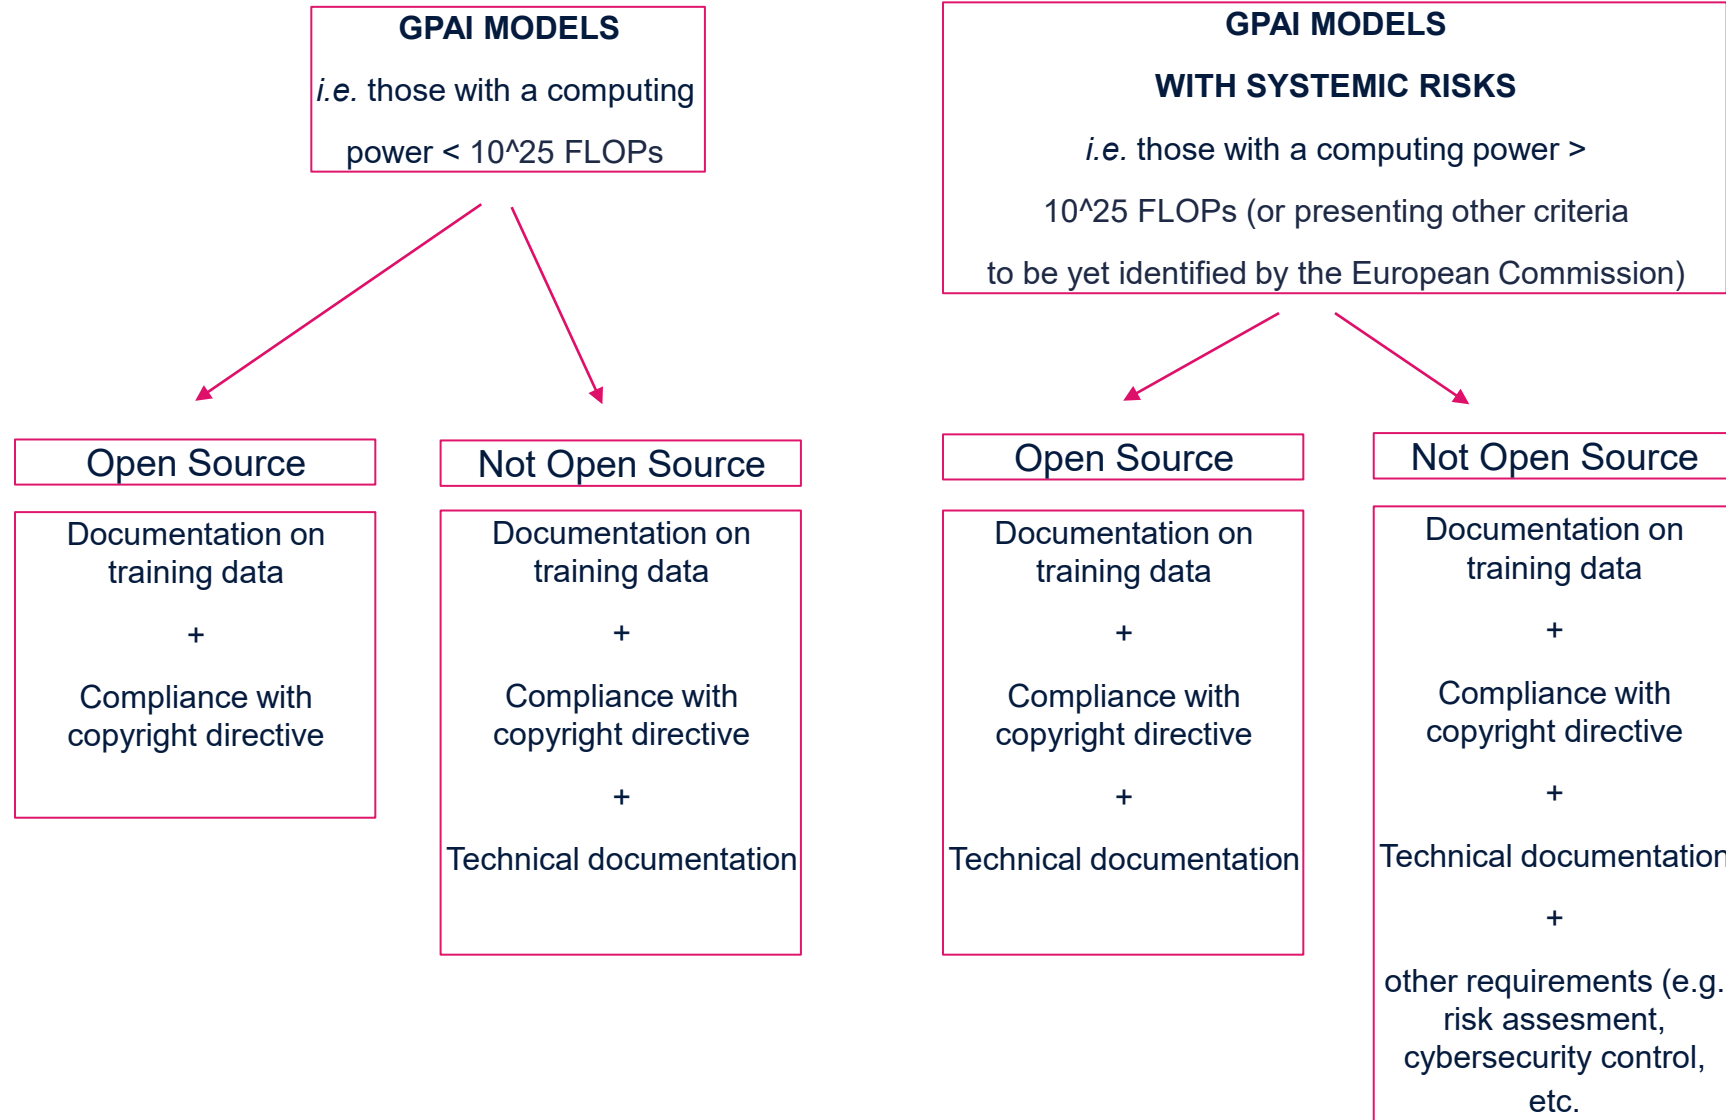 GPAI MODELS
i.e. those with a computing
power < 10^25 FLOPs
GPAI MODELS
WITH SYSTEMIC RISKS
i.e. those with a computing power >
10^25 FLOPs (or presenting other criteria
to be yet identified by the European Commission)
Open Source
Documentation on
training data
+
Compliance with
copyright directive
Not Open Source
Documentation on
training data
+
Compliance with
copyright directive
+
Technical documentation
Open Source
Documentation on
training data
+
Compliance with
copyright directive
+
Technical documentation
Not Open Source
Documentation on
training data
+
Compliance with
copyright directive
+
Technical documentation
+
other requirements (e.g.
risk assesment,
cybersecurity control,
etc.